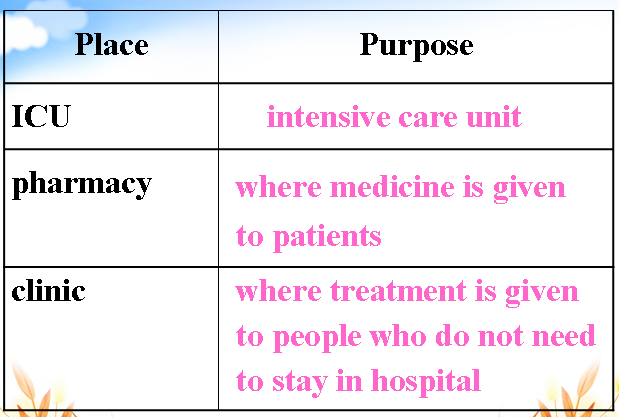 Place Purpose
ICU intensive care unit
pharmacy where medicine is given
to patients
clinic where treatment is given
to people who do not need
to stay in hospital